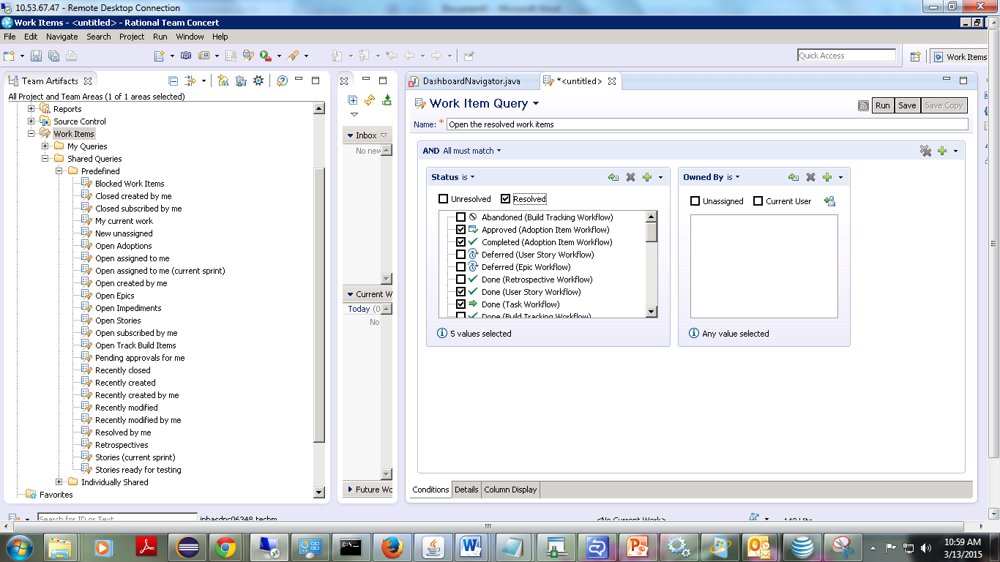 10.53.67.47 - Remote Desktop Connection
Document1 - Microsoft Word
Work Items - <untitled> - Rational Team Concert
File Edit Navigate Search Project Run Window Help
Quick Access
Work Items
Team Artifacts
All Project and Team Areas (1 of 1 areas selected)
Reports
Source Control
Work Items
My Queries
Shared Queries
Predefined
Blocked Work Items
Closed created by me
Closed subscribed by me
My current work
New unassigned
Open Adoptions
Open assigned to me
Open assigned to me (current sprint)
Open created by me
Open Epics
Open Impediments
Open Stories
Open subscribed by me
Open Track Build Items
Pending approvals for me
Recently closed
Recently created
Recently created by me
Recently modified
Recently modified by me
Resolved by me
Retrospectives
Stories (current sprint)
Stories ready for testing
Individually Shared
Favorites
Inbox
No new
Current W
Today (0
No
Future Wo
DashboardNavigator.java
*<untitled>
Work Item Query
Run Save Save Copy
Name: * Open the resolved work items
AND All must match
Status is
Unresolved Resolved
Abandoned (Build Tracking Workflow)
Approved (Adoption Item Workflow)
Completed (Adoption Item Workflow)
Deferred (User Story Workflow)
Deferred (Epic Workflow)
Done (Retrospective Workflow)
Done (User Story Workflow)
Done (Task Workflow)
Done (Build Tracking Workflow)
5 values selected
Owned By is
Unassigned Current User
Any value selected
Conditions Details Column Display
Search for ID or Text
<No Current Work>
10:59 AM
3/13/2015